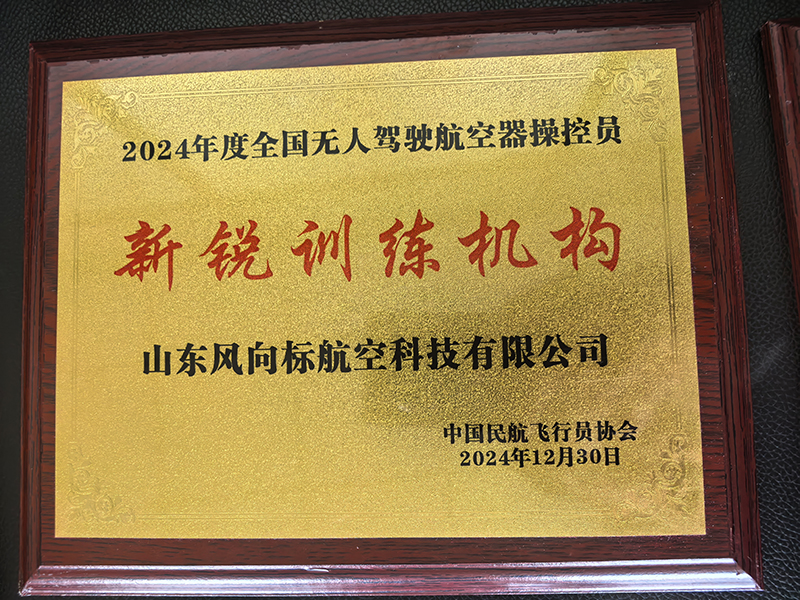 2024年度全国无人驾驶航空器操控员
新锐训练机构
山东风向标航空科技有限公司
中国民航飞行员协会
2024年12月30日